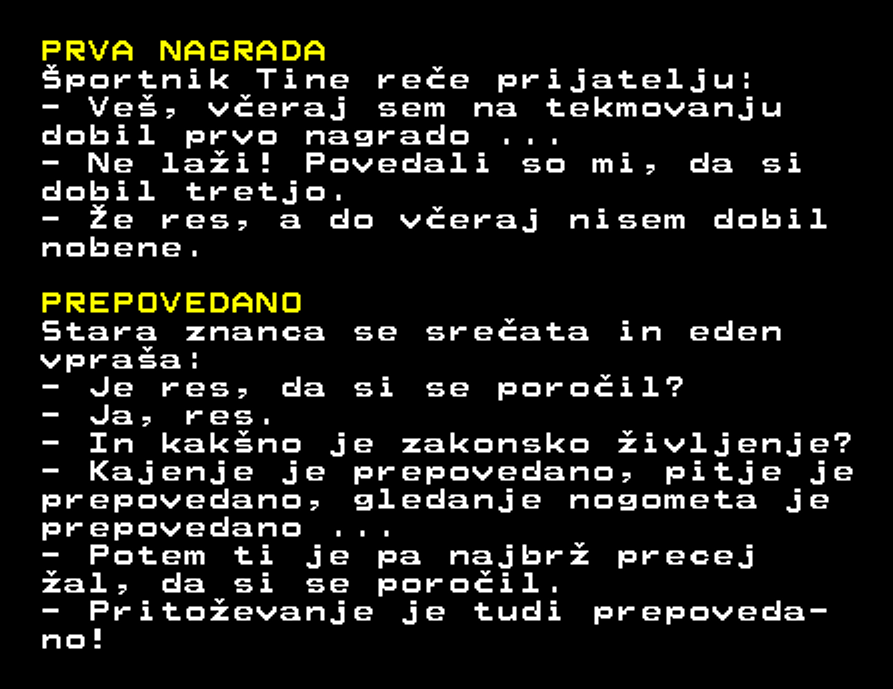 PRVA NAGRADA
Športnik Tine reče prijatelju:
- Veš, včeraj sem na tekmovanju
dobil prvo nagrado ...
- Ne laži! Povedali so mi, da si
dobil tretjo.
- Že res, a do včeraj nisem dobil
nobene.
PREPOVEDANO
Stara znanca se srečata in eden
vpraša:
- Je res, da si se poročil?
- Ja, res.
- In kakšno je zakonsko življenje?
- Kajenje je prepovedano, pitje je
prepovedano, gledanje nogometa je
prepovedano ...
- Potem ti je pa najbrž precej
žal, da si se poročil.
- Pritoževanje je tudi prepoveda-
no!